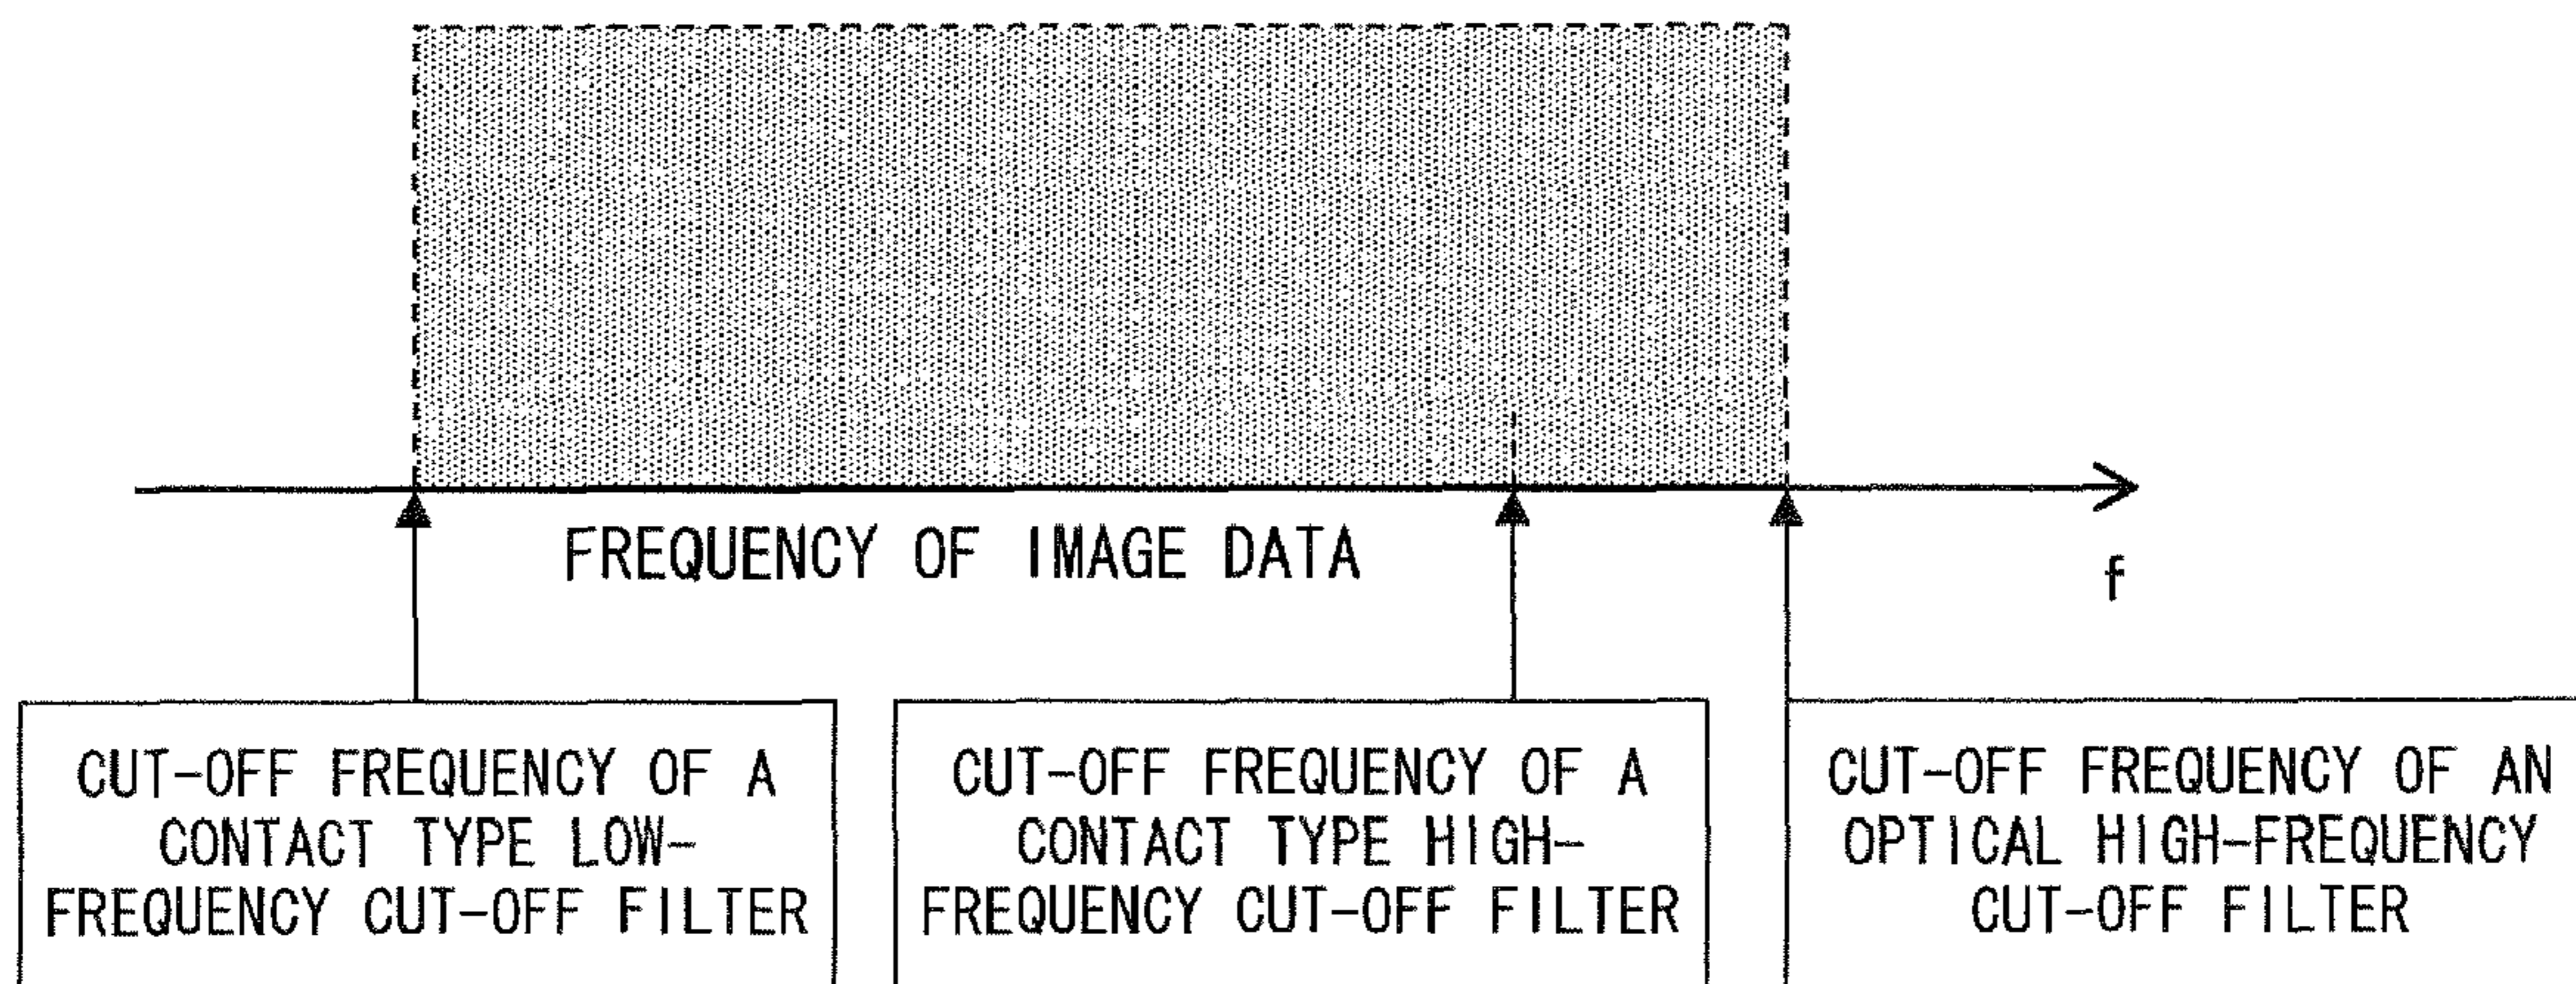 FREQUENCY OF IMAGE DATA
f
CUT-OFF FREQUENCY OF A
CONTACT TYPE LOW-
FREQUENCY CUT-OFF FILTER
CUT-OFF FREQUENCY OF A
CONTACT TYPE HIGH-
FREQUENCY CUT-OFF FILTER
CUT-OFF FREQUENCY OF AN
OPTICAL HIGH-FREQUENCY
CUT-OFF FILTER